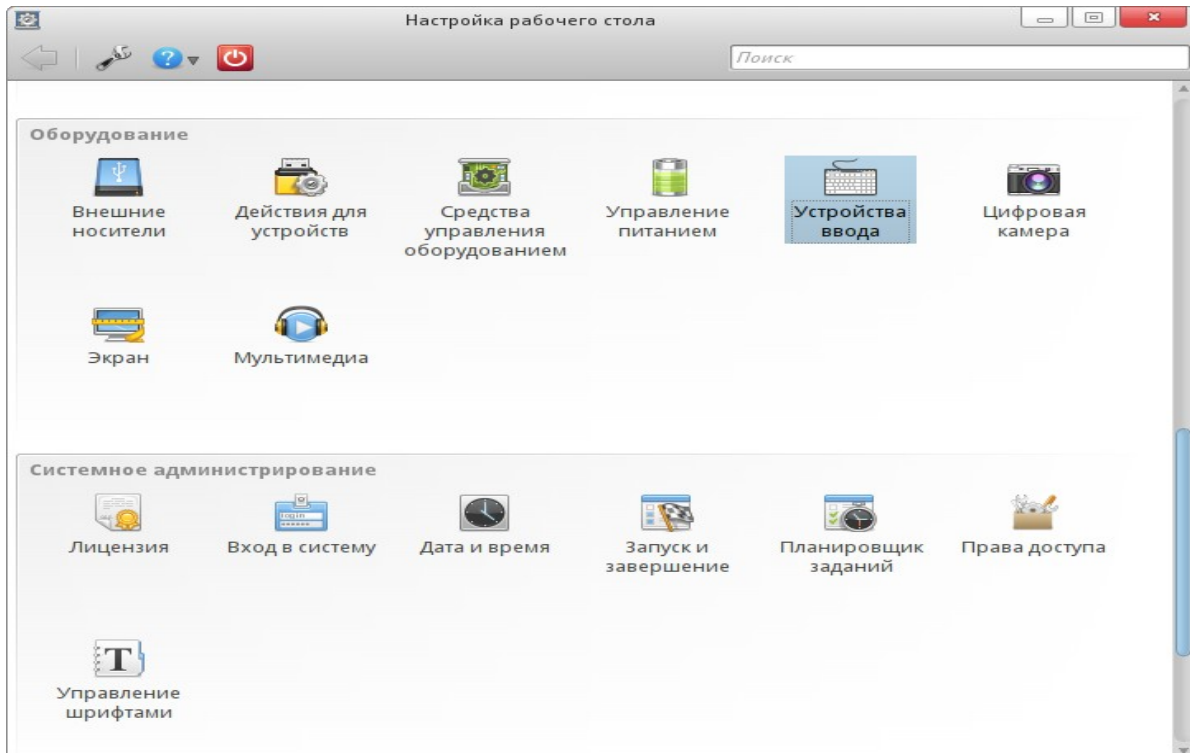 Настройка рабочего стола
Поиск
Оборудование
Внешние
носители
Действия для
устройств
Средства
управления
оборудованием
Управление
питанием
Устройства
ввода
Цифровая
камера
Экран
Мультимедиа
Системное администрирование
Лицензия
login
Вход в систему
Дата и время
Запуск и
завершение
Планировщик
заданий
Права доступа
T
Управление
шрифтами